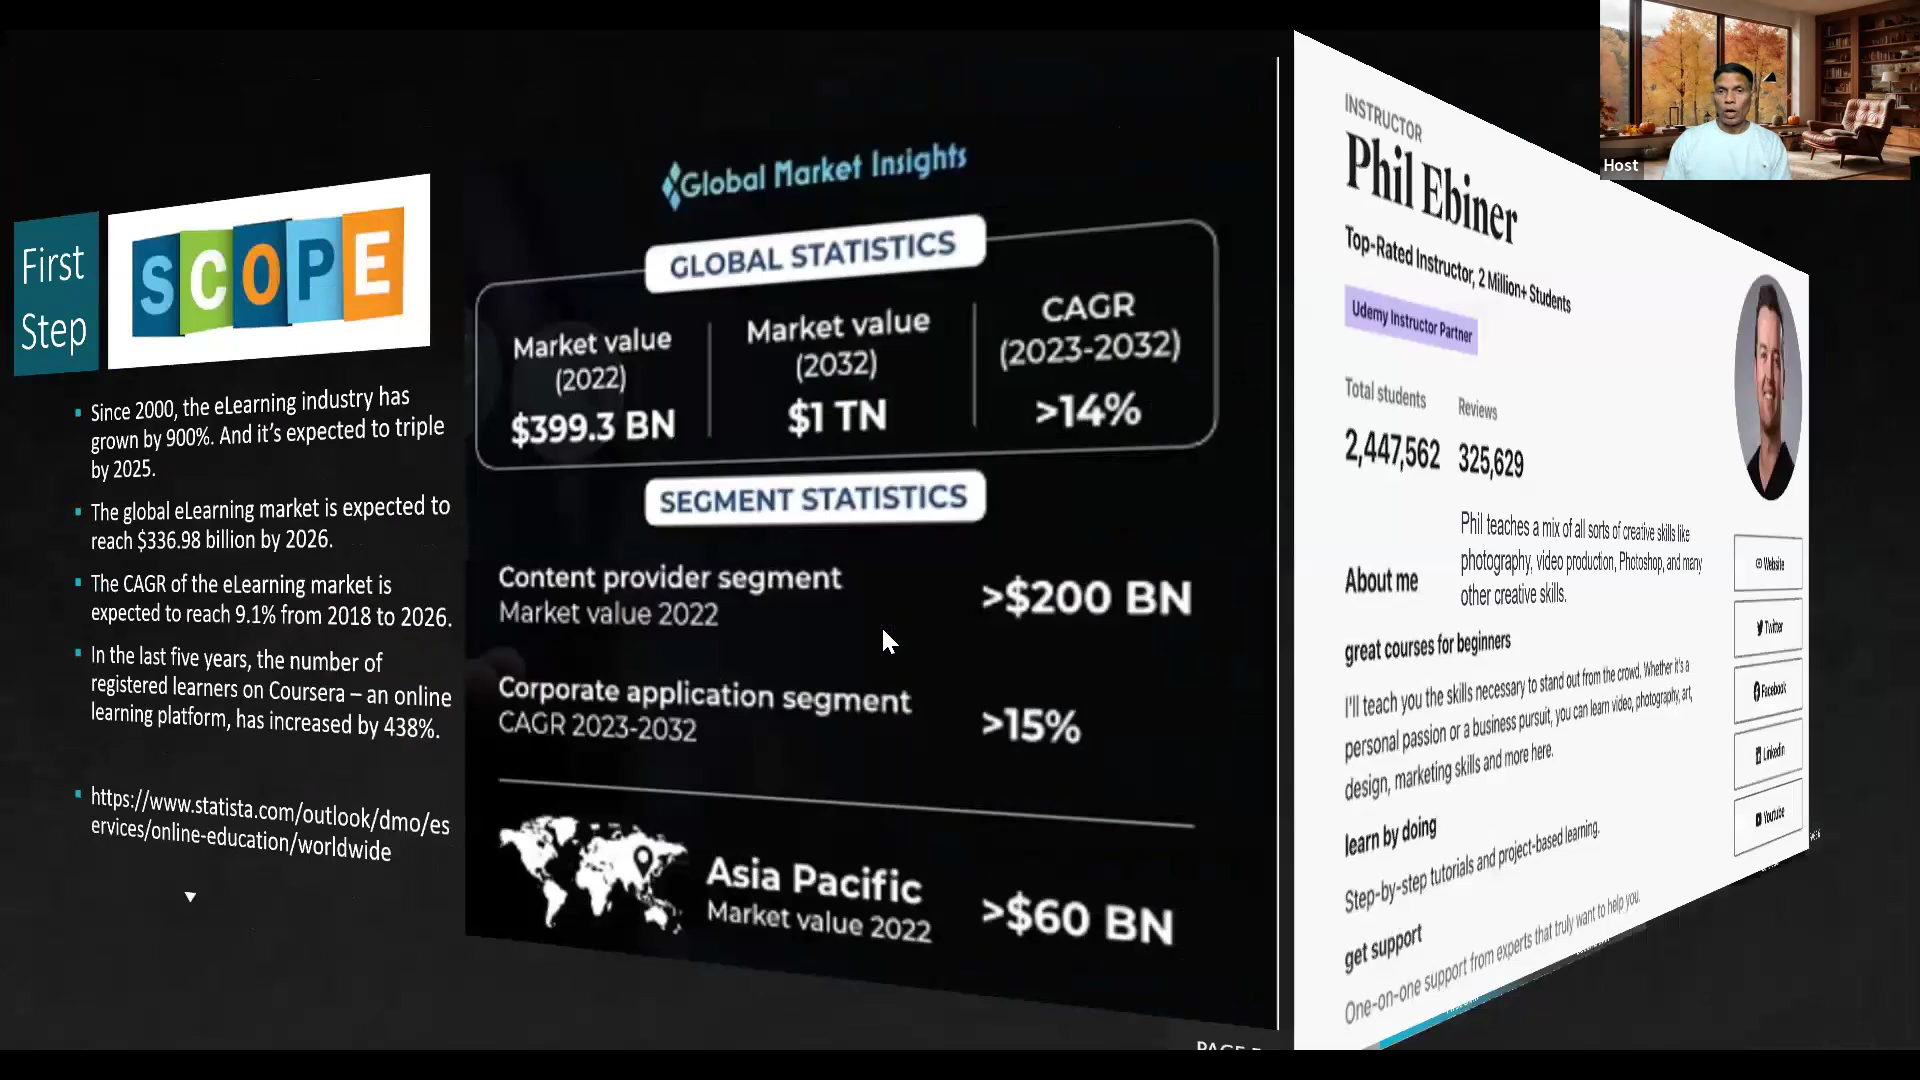 First
Step
SCOPE
Since 2000, the eLearning industry has
grown by 900%. And it's expected to triple
by 2025.
The global eLearning market is expected to
reach $336.98 billion by 2026.
The CAGR of the eLearning market is
expected to reach 9.1% from 2018 to 2026.
In the last five years, the number of
registered learners on Coursera – an online
learning platform, has increased by 438%.
https://www.statista.com/outlook/dmo/es
ervices/online-education/worldwide
Global Market Insights
GLOBAL STATISTICS
Market value
(2022)
$399.3 BN
Market value
(2032)
$1 TN
CAGR
(2023-2032)
>14%
SEGMENT STATISTICS
Content provider segment
Market value 2022
>$200 BN
Corporate application segment
CAGR 2023-2032
>15%
Asia Pacific
Market value 2022
>$60 BN
INSTRUCTOR
Phil Ebiner
Top-Rated Instructor, 2 Million+ Students
Udemy Instructor Partner
Total students
2,447,562
Reviews
325,629
About me
Phil teaches a mix of all sorts of creative skills like
photography, video production, Photoshop, and many
other creative skills.
great courses for beginners
I'll teach you the skills necessary to stand out from the crowd. Whether it's a
personal passion or a business pursuit, you can learn video, photography, art,
design, marketing skills and more here.
learn by doing
Step-by-step tutorials and project-based learning.
get support
One-on-one support from experts that truly want to help you.
Website
Twitter
Facebook
Linkedin
Youtube
Host